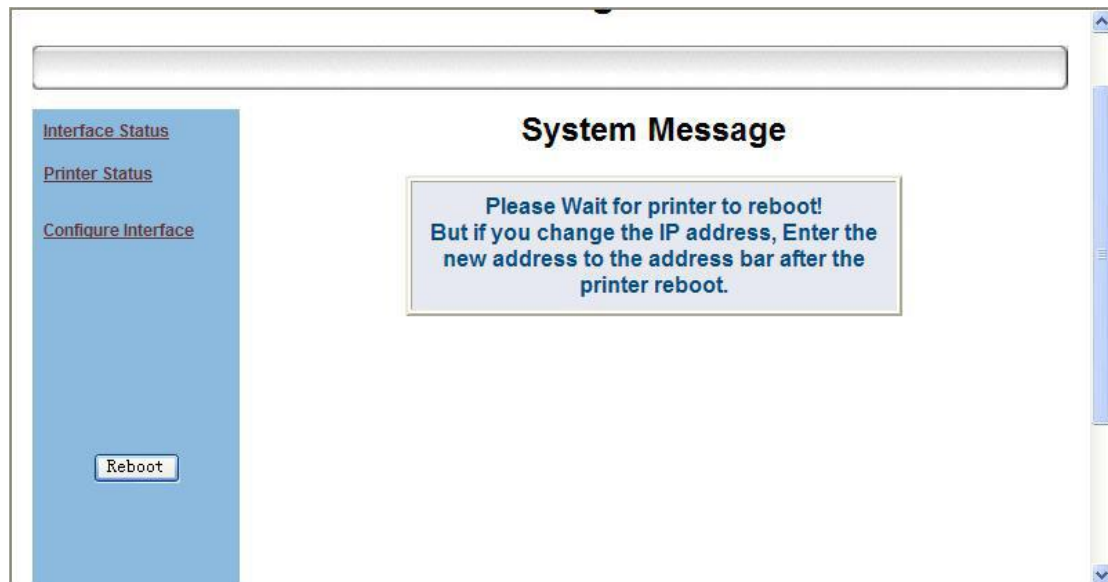 Interface Status
Printer Status
Configure Interface
Reboot
System Message
Please Wait for printer to reboot!
But if you change the IP address, Enter the
new address to the address bar after the
printer reboot.